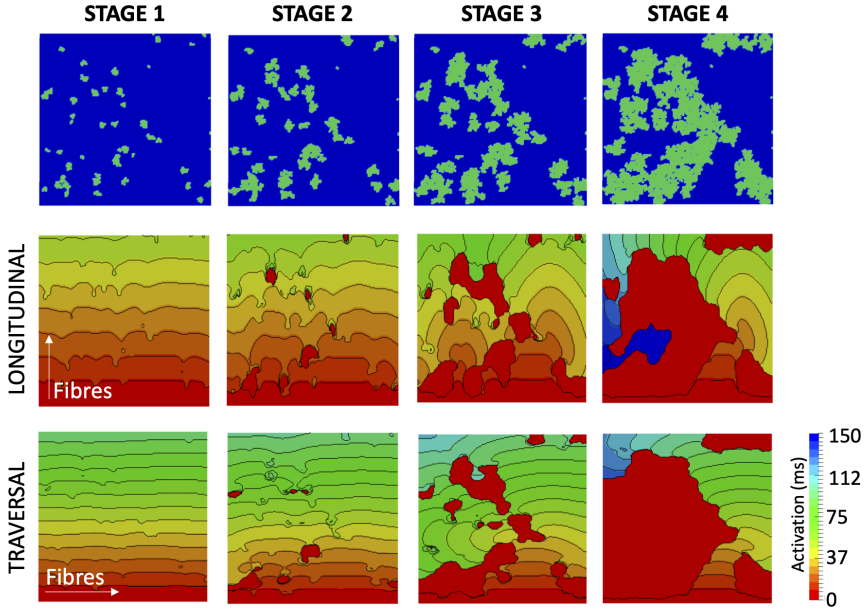 STAGE 1 STAGE 2 STAGE 3 STAGE 4
LONGITUDINAL
Fibres
TRAVERSAL
Fibres
Activation (ms)
150
112
75
37
0